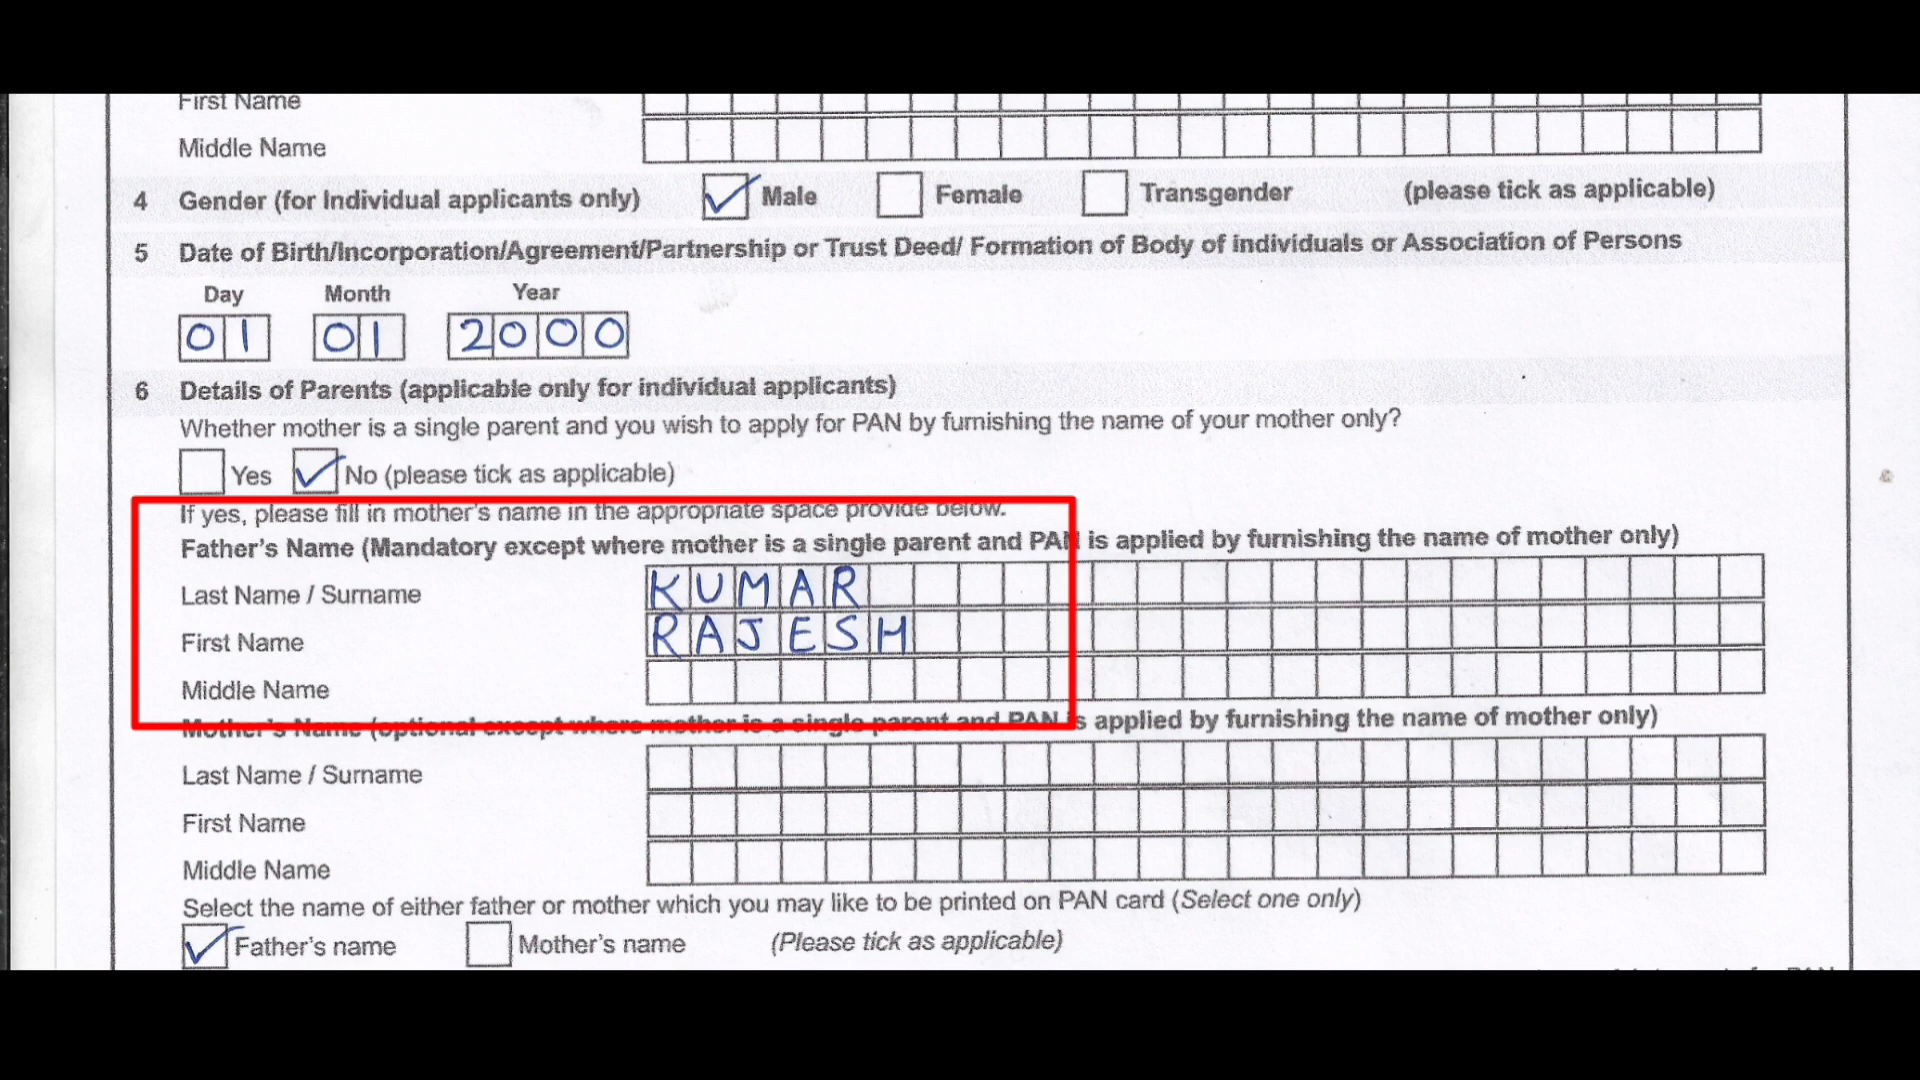 First Name
Middle Name
4 Gender (for Individual applicants only) Male Female Transgender (please tick as applicable)
5 Date of Birth/Incorporation/Agreement/Partnership or Trust Deed/ Formation of Body of individuals or Association of Persons
Day Month Year
01 01 2000
6 Details of Parents (applicable only for individual applicants)
Whether mother is a single parent and you wish to apply for PAN by furnishing the name of your mother only?
Yes No (please tick as applicable)
If yes, please fill in mother's name in the appropriate space provide below.
Father's Name (Mandatory except where mother is a single parent and PAN is applied by furnishing the name of mother only)
Last Name / Surname KUMAR
First Name RAJESH
Middle Name
Mother's Name (optional except where mother is a single parent and PAN is applied by furnishing the name of mother only)
Last Name / Surname
First Name
Middle Name
Select the name of either father or mother which you may like to be printed on PAN card (Select one only)
Father's name Mother's name (Please tick as applicable)